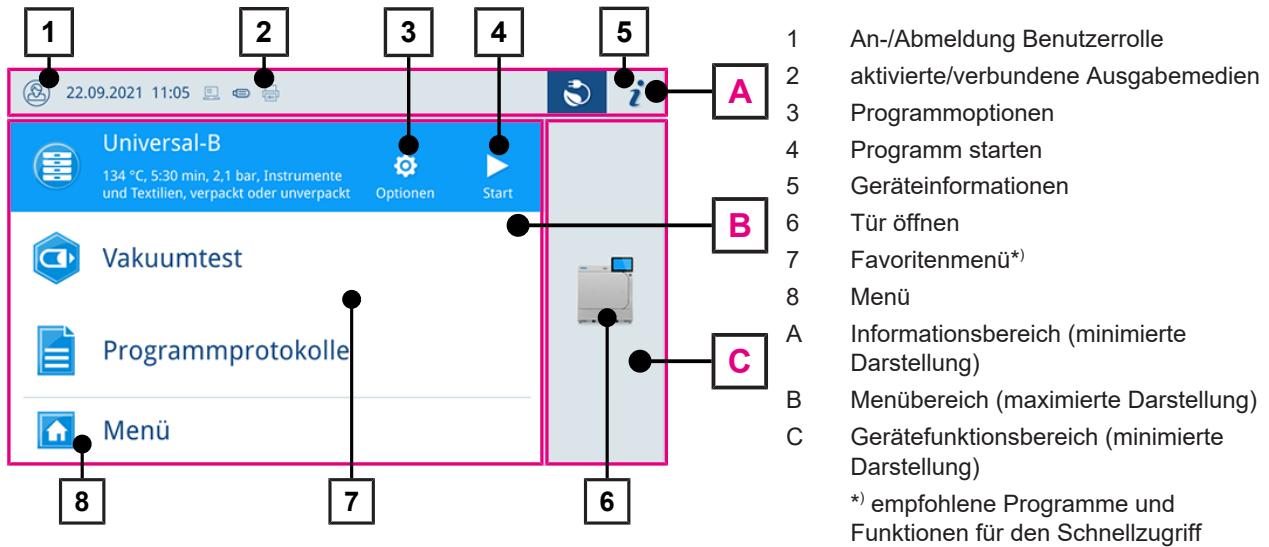 1 2 3 4 5
22.09.2021 11:05 i A
Universal-B
134 °C, 5:30 min, 2,1 bar, Instrumente
und Textilien, verpackt oder unverpackt
Optionen Start
B
Vakuumtest
Programmprotokolle
C
Menü
8 7 6
1 An-/Abmeldung Benutzerrolle
2 aktivierte/verbundene Ausgabemedien
3 Programmoptionen
4 Programm starten
5 Geräteinformationen
6 Tür öffnen
7 Favoritenmenü*)
8 Menü
A Informationsbereich (minimierte
Darstellung)
B Menübereich (maximierte Darstellung)
C Gerätefunktionsbereich (minimierte
Darstellung)
*) empfohlene Programme und
Funktionen für den Schnellzugriff